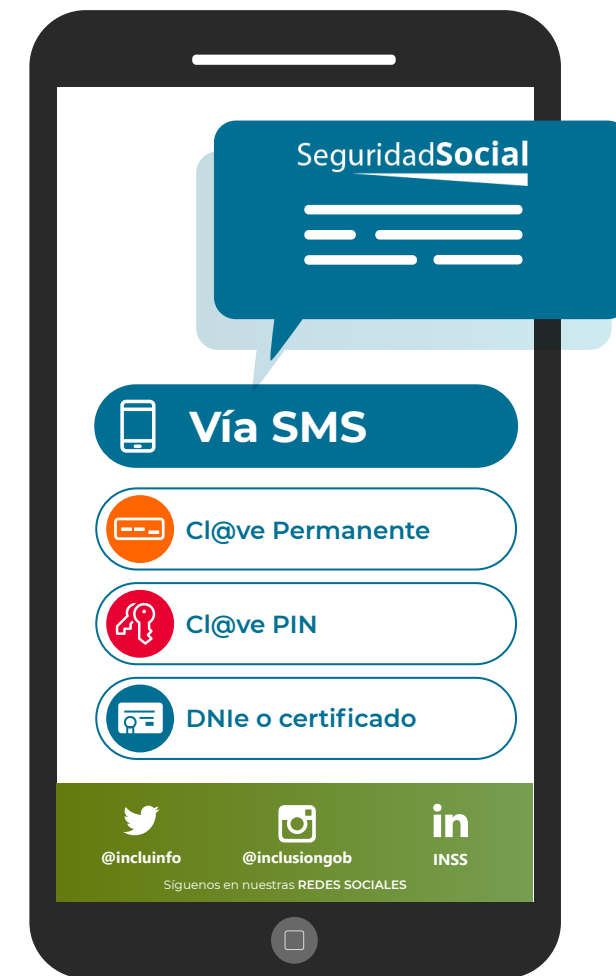 SeguridadSocial
Vía SMS
Cl@ve Permanente
Cl@ve PIN
DNIe o certificado
in
@incluinfo @inclusiongob INSS
Síguenos en nuestras REDES SOCIALES